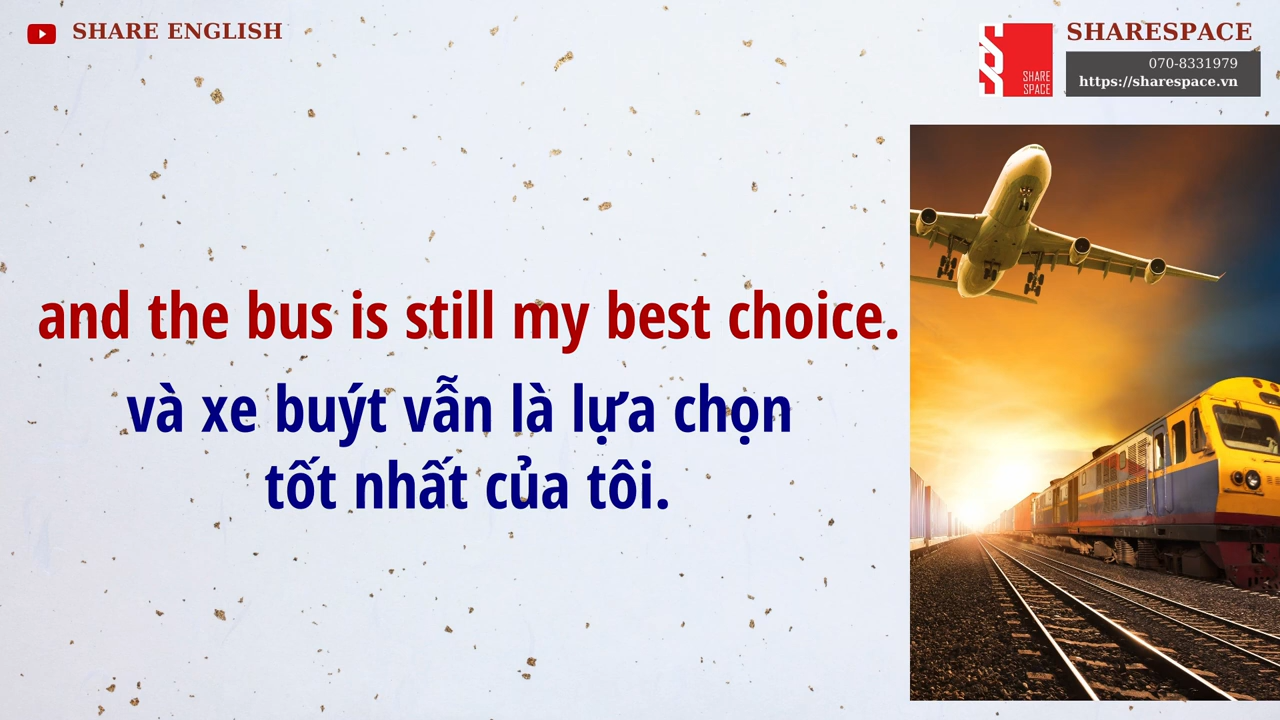 SHARE ENGLISH
SHARESPACE
070-8331979
https://sharespace.vn
SHARE
SPACE
and the bus is still my best choice.
và xe buýt vẫn là lựa chọn
tốt nhất của tôi.